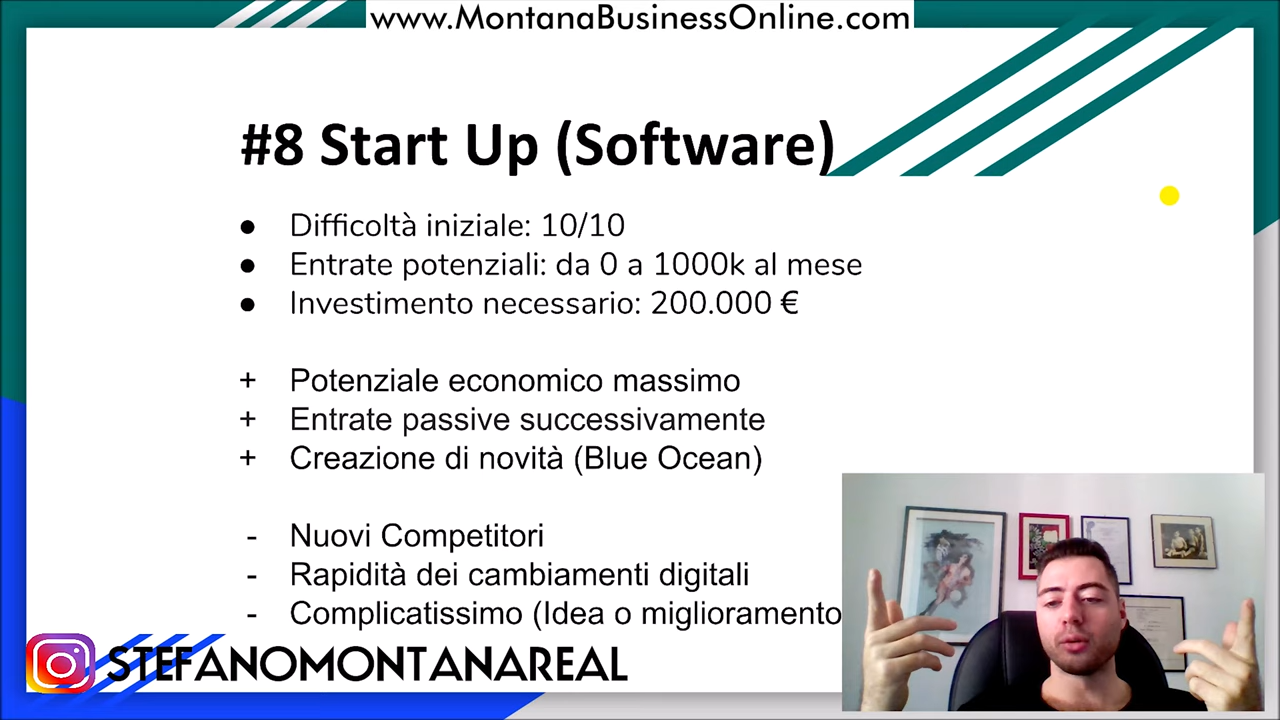 www.MontanaBusinessOnline.com
#8 Start Up (Software)
● Difficoltà iniziale: 10/10
● Entrate potenziali: da 0 a 1000k al mese
● Investimento necessario: 200.000 €
+ Potenziale economico massimo
+ Entrate passive successivamente
+ Creazione di novità (Blue Ocean)
- Nuovi Competitori
- Rapidità dei cambiamenti digitali
- Complicatissimo (Idea o miglioramento
STEFANOMONTANAREAL